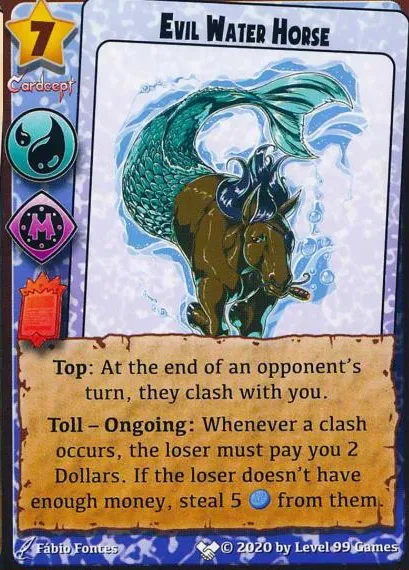 7
EVIL WATER HORSE
Cardcept
M
Top: At the end of an opponent's
turn, they clash with you.
Toll – Ongoing: Whenever a clash
occurs, the loser must pay you 2
Dollars. If the loser doesn't have
enough money, steal 5 from them.
Fábio Fontes
© 2020 by Level 99 Games